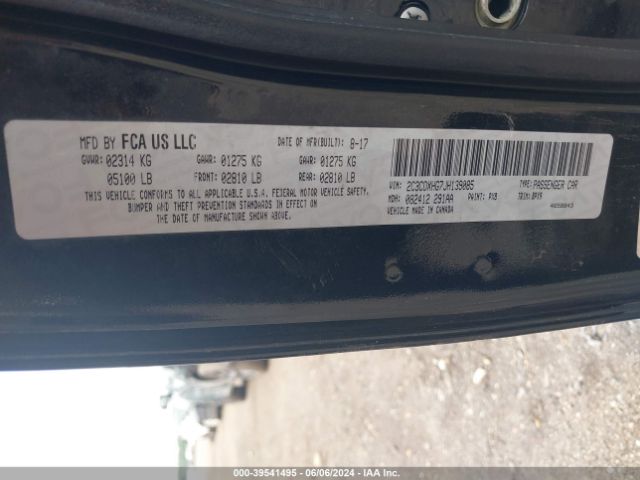 MFD BY FCA US LLC
DATE OF MFR(BUILT): 8-17
GVWR: 02314 KG GAWR: 01275 KG GAWR: 01275 KG
05100 LB FRONT: 02810 LB REAR: 02810 LB
THIS VEHICLE CONFORMS TO ALL APPLICABLE U.S.A. FEDERAL MOTOR VEHICLE SAFETY,
BUMPER AND THEFT PREVENTION STANDARDS IN EFFECT ON
THE DATE OF MANUFACTURE SHOWN ABOVE.
VIN: 2C3CDXHG7JH139085 TYPE: PASSENGER CAR
MDH: 082412 291AA PAINT: PX8 TRIM:
VEHICLE MADE IN CANADA
000-39541495 - 06/06/2024 - IAA Inc.